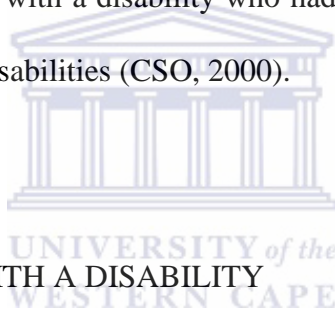 with a disability who had
sabilities (CSO, 2000).
UNIVERSITY of the
TH A DISABILITY
WESTERN CAPE